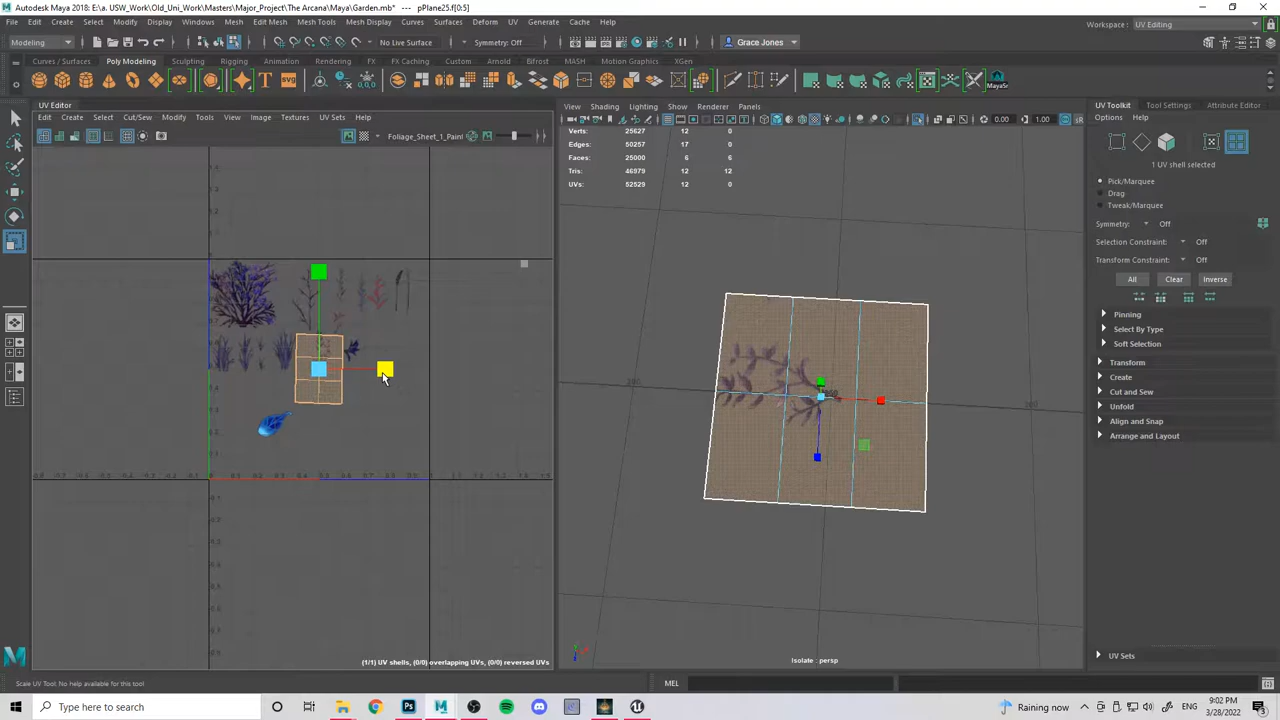 Autodesk Maya 2018: E:\a. USW_Work\Old_Uni_Work\Masters\Major_Project\The Arcana\Maya\Garden.mb* --- pPlane25.f[0:5]
File Edit Create Select Modify Display Windows Mesh Edit Mesh Mesh Tools Mesh Display Curves Surfaces Deform UV Generate Cache Help
Workspace : UV Editing
Modeling
No Live Surface
Symmetry: Off
Grace Jones
Curves / Surfaces Poly Modeling Sculpting Rigging Animation Rendering FX FX Caching Custom Arnold Bifrost MASH Motion Graphics XGen
UV Editor
Edit Create Select Cut/Sew Modify Tools View Image Textures UV Sets Help
Foliage_Sheet_1_Paint
View Shading Lighting Show Renderer Panels
0.00 1.00
Verts: 25627 12 0
Edges: 50257 17 0
Faces: 25000 6 6
Tris: 46979 12 12
UVs: 52529 12 0
(1/1) UV shells, (0/0) overlapping UVs, (0/0) reversed UVs
Isolate : persp
UV Toolkit Tool Settings Attribute Editor
Options Help
1 UV shell selected
Pick/Marquee
Drag
Tweak/Marquee
Symmetry: Off
Selection Constraint: Off
Transform Constraint: Off
All Clear Inverse
Pinning
Select By Type
Soft Selection
Transform
Create
Cut and Sew
Unfold
Align and Snap
Arrange and Layout
UV Sets
Scale UV Tool: No help available for this tool
MEL
Type here to search
Raining now
9:02 PM
3/28/2022